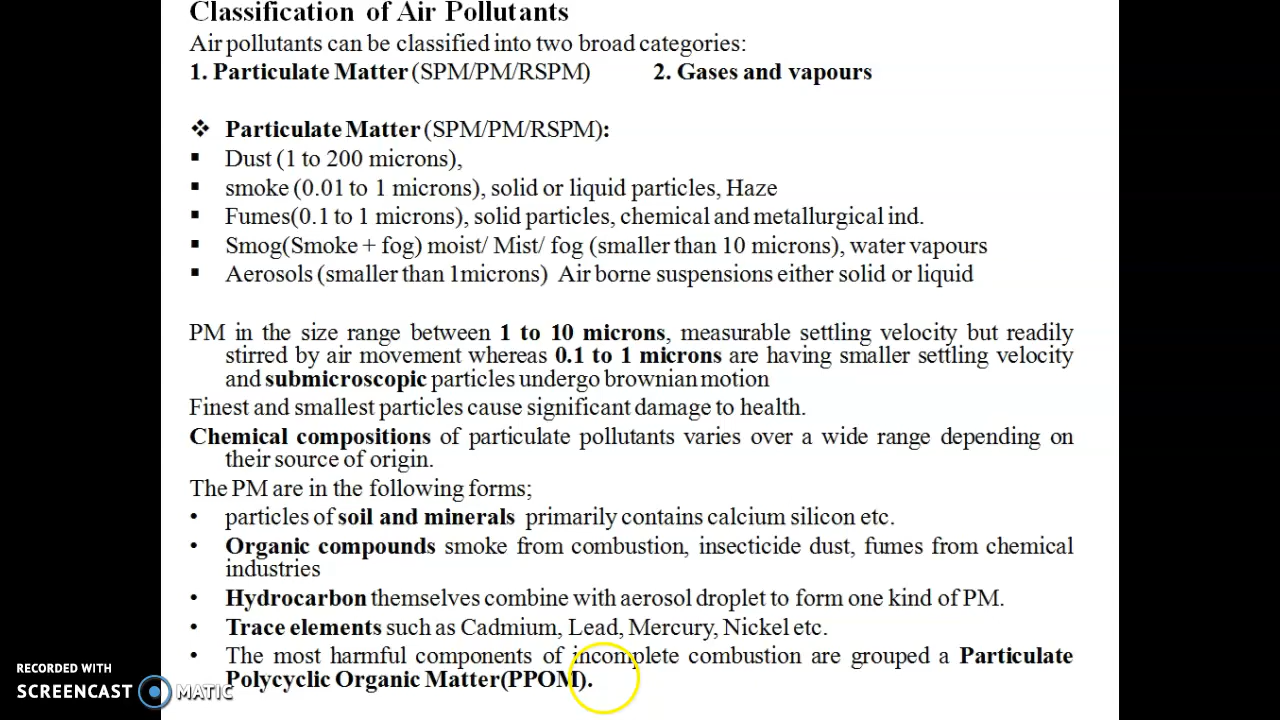 Classification of Air Pollutants
Air pollutants can be classified into two broad categories:
1. Particulate Matter (SPM/PM/RSPM) 2. Gases and vapours
❖ Particulate Matter (SPM/PM/RSPM):
▪ Dust (1 to 200 microns),
▪ smoke (0.01 to 1 microns), solid or liquid particles, Haze
▪ Fumes(0.1 to 1 microns), solid particles, chemical and metallurgical ind.
▪ Smog(Smoke + fog) moist/ Mist/ fog (smaller than 10 microns), water vapours
▪ Aerosols (smaller than 1microns) Air borne suspensions either solid or liquid
PM in the size range between 1 to 10 microns, measurable settling velocity but readily
stirred by air movement whereas 0.1 to 1 microns are having smaller settling velocity
and submicroscopic particles undergo brownian motion
Finest and smallest particles cause significant damage to health.
Chemical compositions of particulate pollutants varies over a wide range depending on
their source of origin.
The PM are in the following forms;
• particles of soil and minerals primarily contains calcium silicon etc.
• Organic compounds smoke from combustion, insecticide dust, fumes from chemical
industries
• Hydrocarbon themselves combine with aerosol droplet to form one kind of PM.
• Trace elements such as Cadmium, Lead, Mercury, Nickel etc.
• The most harmful components of incomplete combustion are grouped a Particulate
Polycyclic Organic Matter(PPOM).
RECORDED WITH
SCREENCAST MATIC